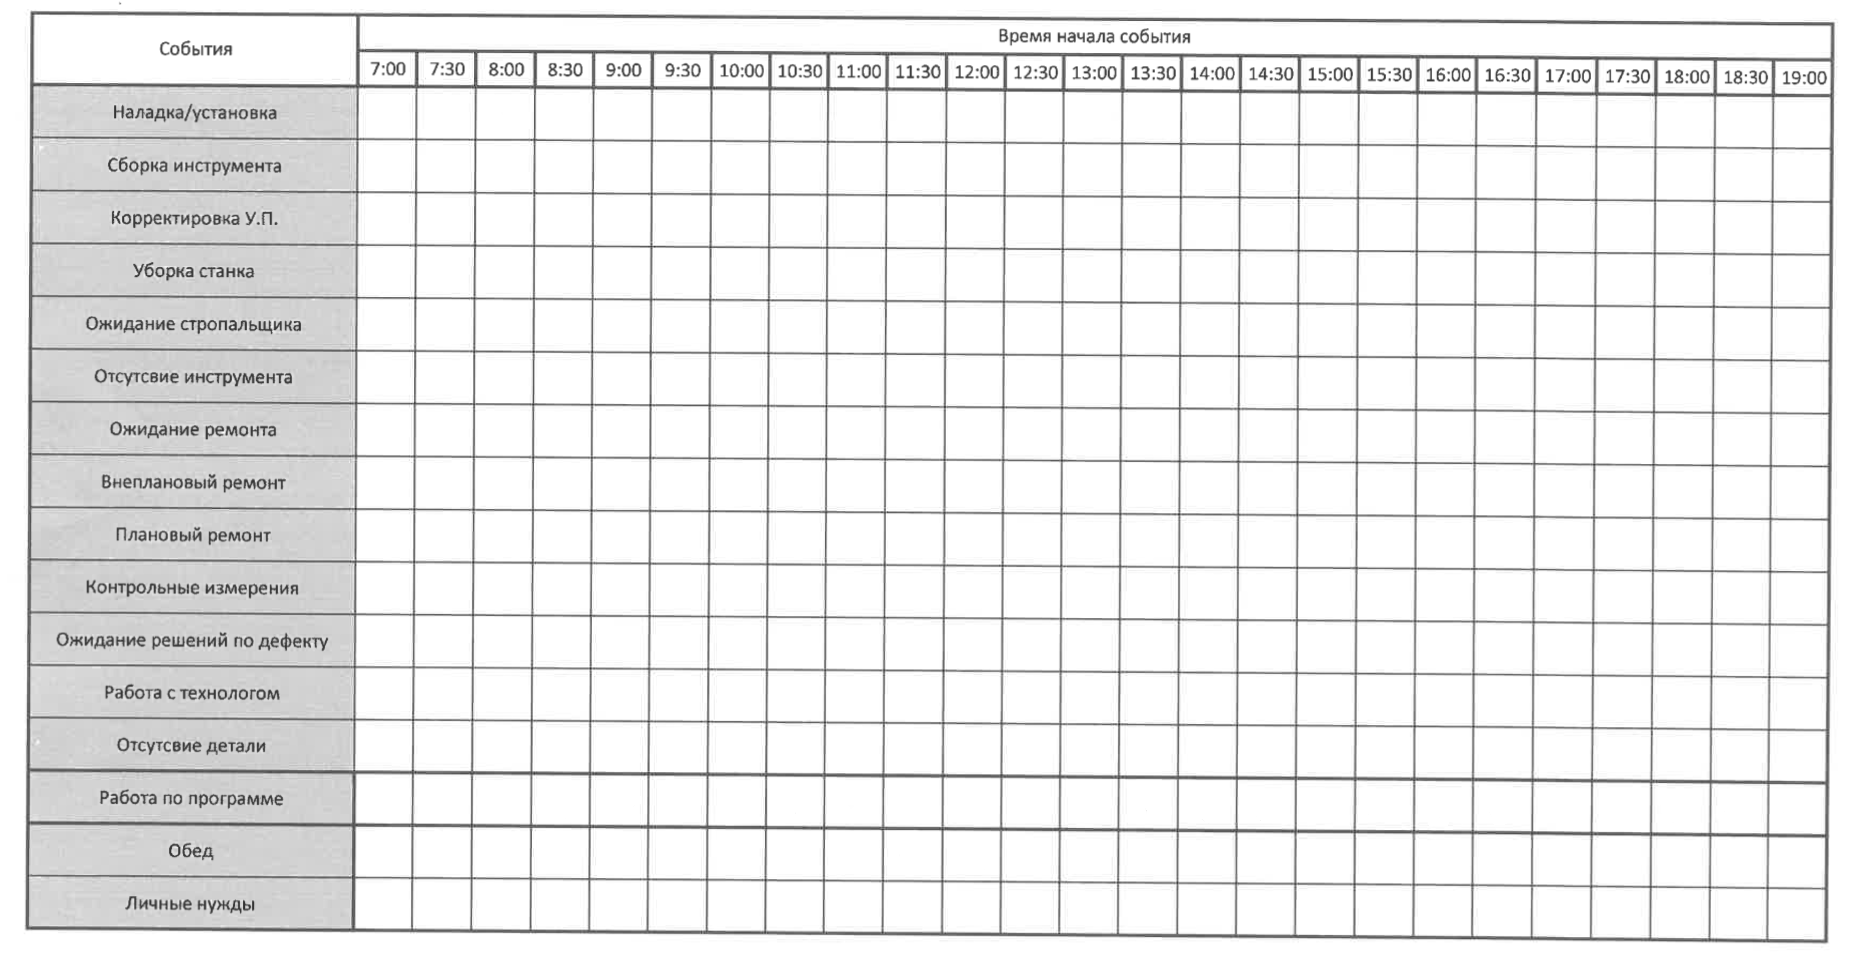 События
Время начала события
7:00 7:30 8:00 8:30 9:00 9:30 10:00 10:30 11:00 11:30 12:00 12:30 13:00 13:30 14:00 14:30 15:00 15:30 16:00 16:30 17:00 17:30 18:00 18:30 19:00
Наладка/установка
Сборка инструмента
Корректировка У.П.
Уборка станка
Ожидание стропальщика
Отсутсвие инструмента
Ожидание ремонта
Внеплановый ремонт
Плановый ремонт
Контрольные измерения
Ожидание решений по дефекту
Работа с технологом
Отсутсвие детали
Работа по программе
Обед
Личные нужды